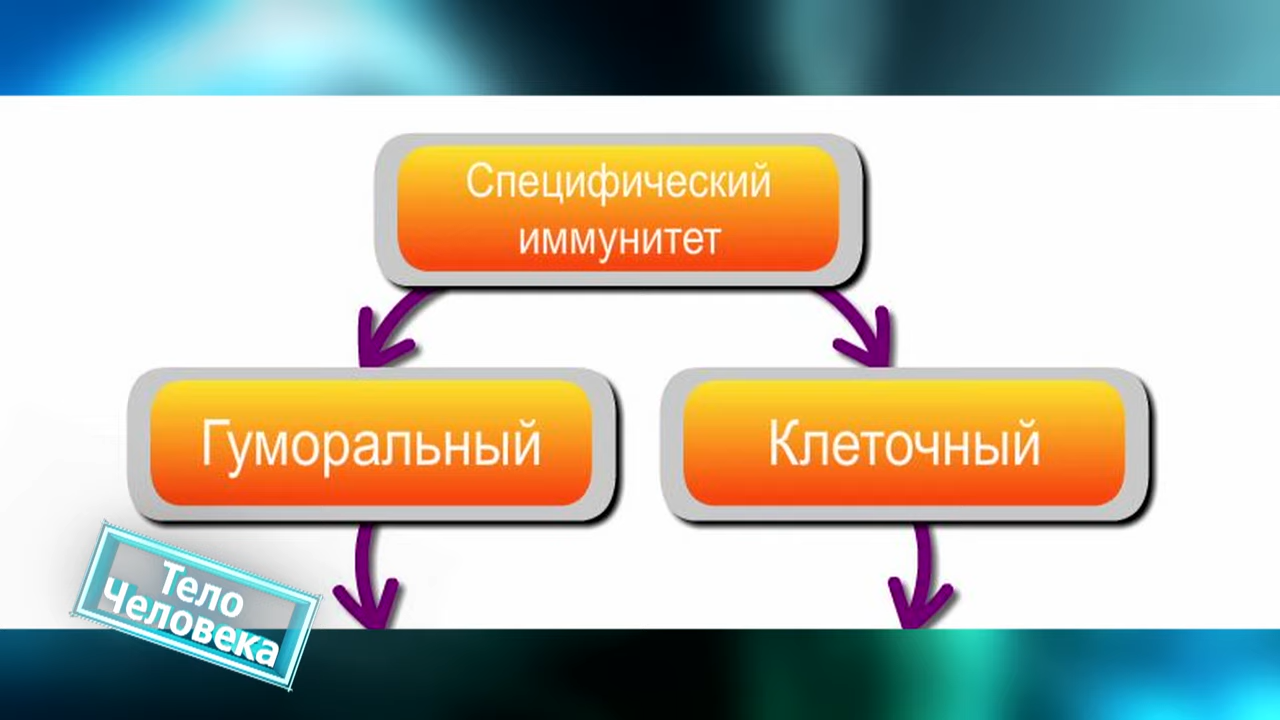 Специфический
иммунитет
Гуморальный
Клеточный
Тело
Человека